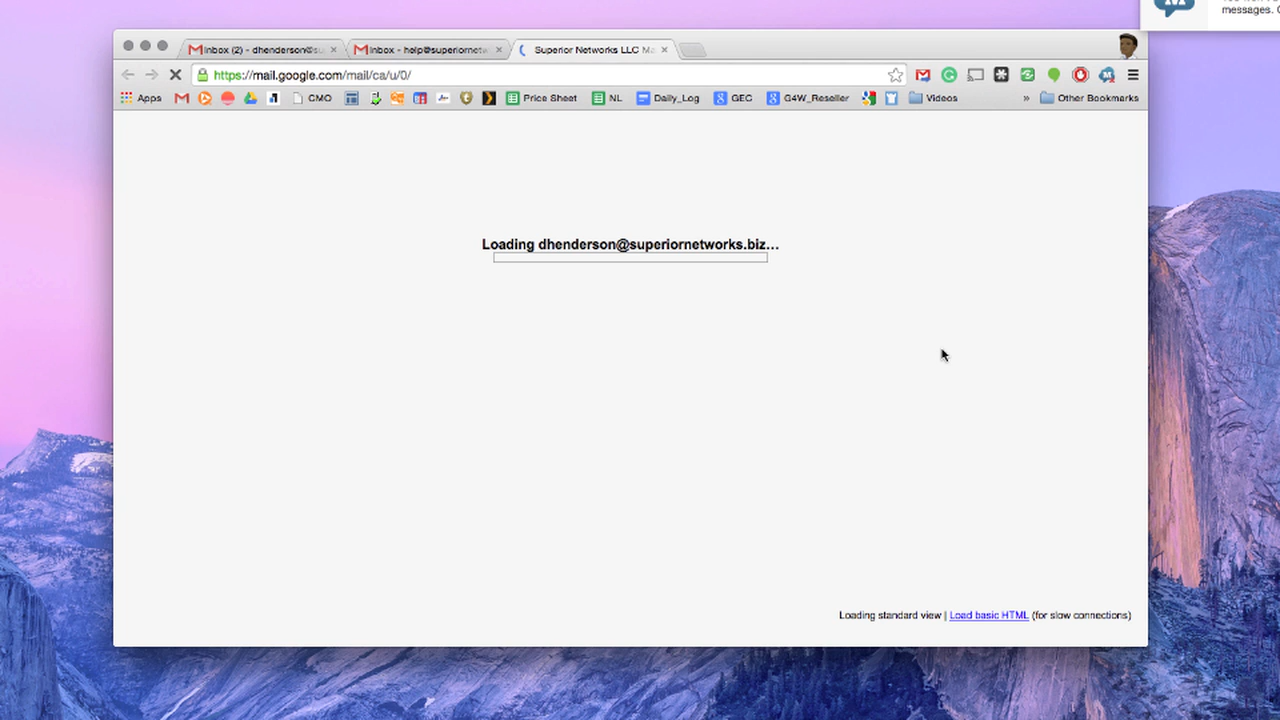 messages. C
Inbox (2) - dhenderson@su
Inbox - help@superiornetw
Superior Networks LLC Ma
https://mail.google.com/mail/ca/u/0/
Apps CMO Price Sheet NL Daily_Log GEC G4W_Reseller Videos » Other Bookmarks
Loading dhenderson@superiornetworks.biz...
Loading standard view | Load basic HTML (for slow connections)